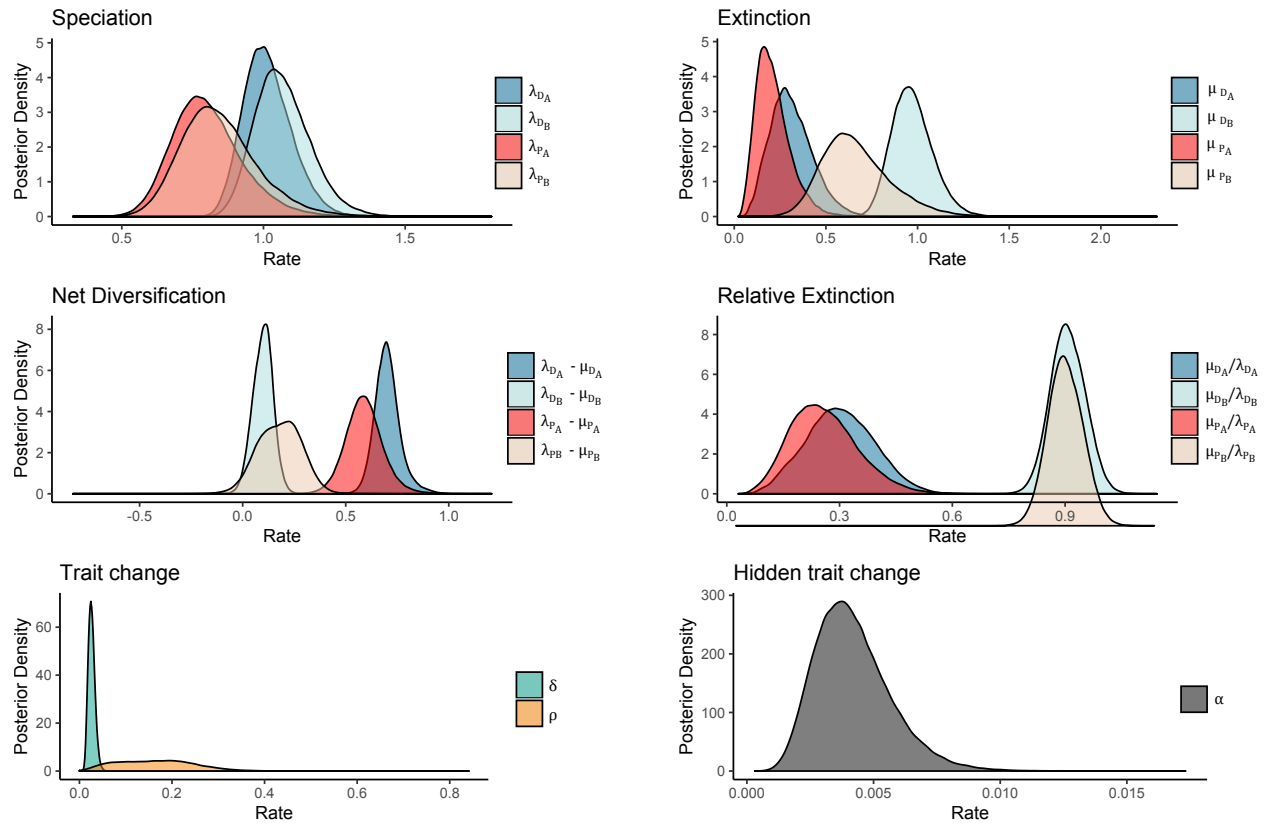 Speciation
Posterior Density
5
4
3
2
1
0
0.5 1.0 1.5
Rate
λDA
λDB
λPA
λPB
Extinction
Posterior Density
5
4
3
2
1
0
0.0 0.5 1.0 1.5 2.0
Rate
μ DA
μ DB
μ PA
μ PB
Net Diversification
Posterior Density
8
6
4
2
0
-0.5 0.0 0.5 1.0
Rate
λDA - μDA
λDB - μDB
λPA - μPA
λPB - μPB
Relative Extinction
Posterior Density
8
6
4
2
0
0.0 0.3 0.6 0.9
Rate
μDA/λDA
μDB/λDB
μPA/λPA
μPB/λPB
Trait change
Posterior Density
60
40
20
0
0.0 0.2 0.4 0.6 0.8
Rate
δ
ρ
Hidden trait change
Posterior Density
300
200
100
0
0.000 0.005 0.010 0.015
Rate
α